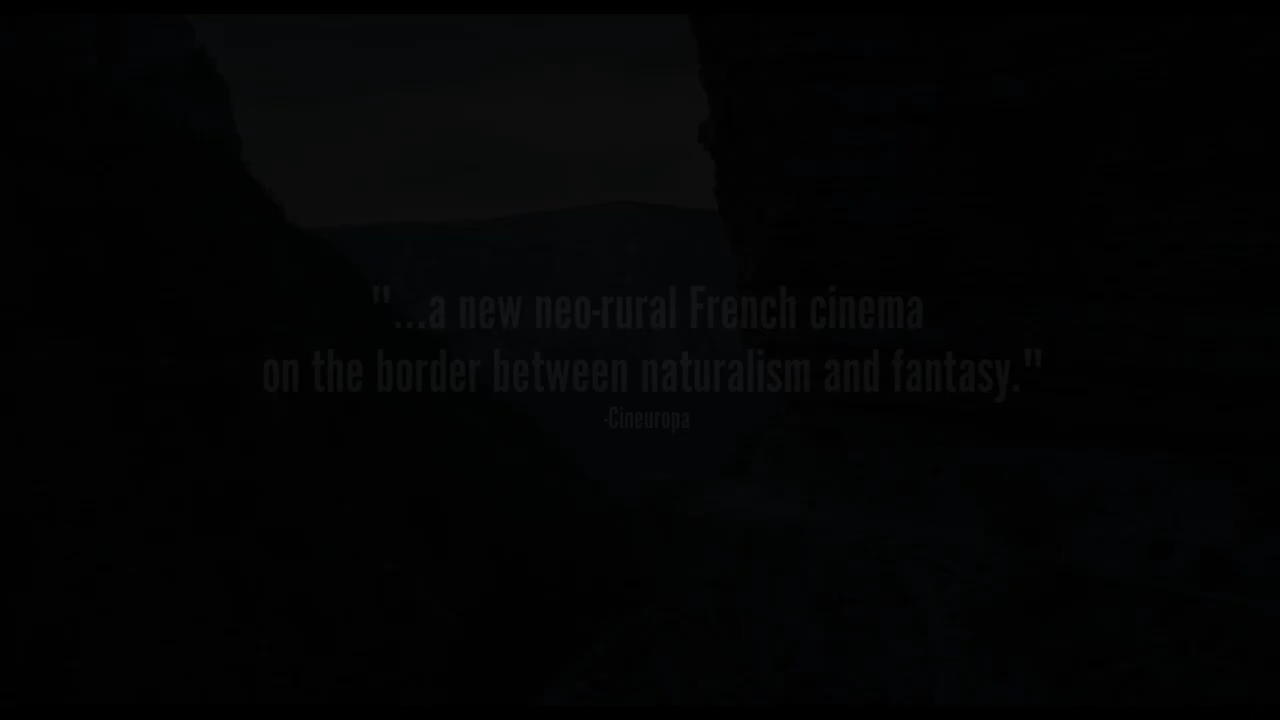 "...a new neo-rural French cinema
on the border between naturalism and fantasy."
-Cineuropa